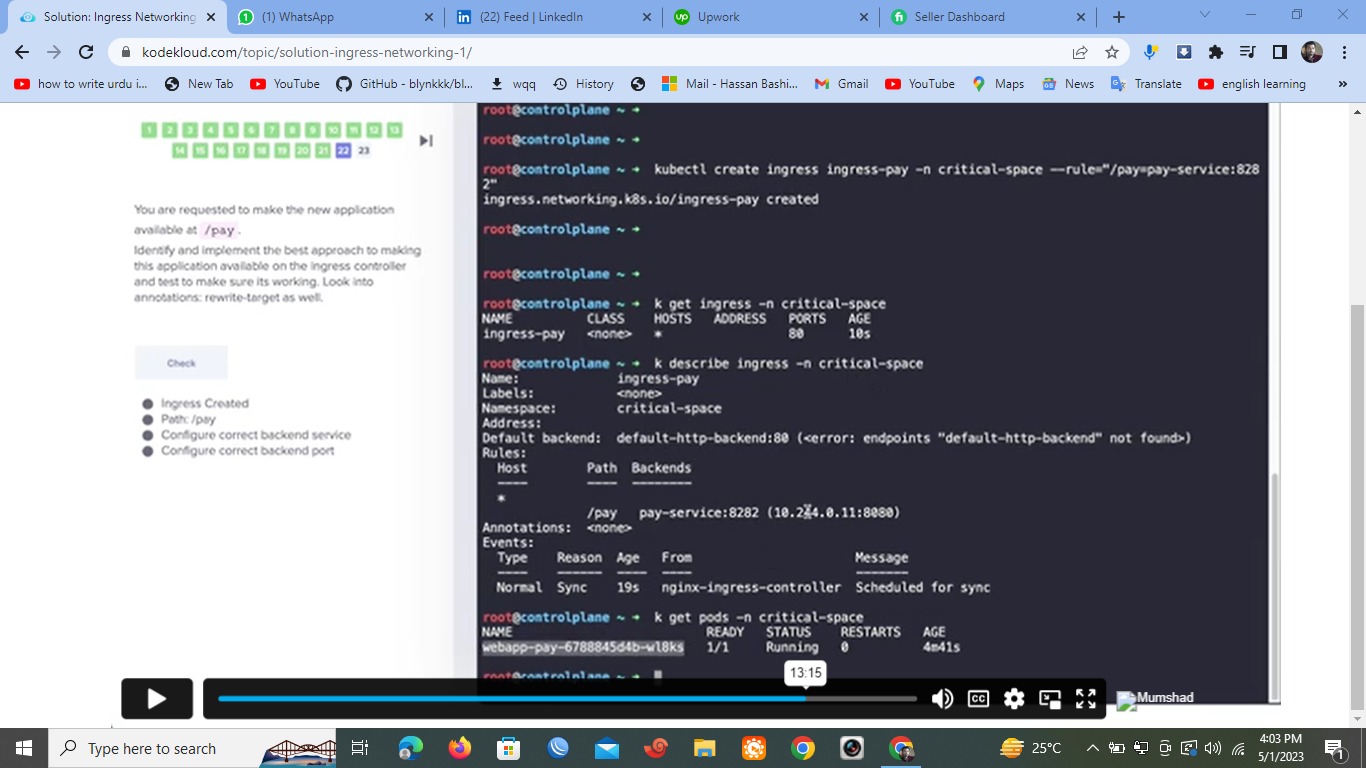 Solution: Ingress Networking
(1) WhatsApp
(22) Feed | LinkedIn
Upwork
Seller Dashboard
kodekloud.com/topic/solution-ingress-networking-1/
how to write urdu i...
New Tab
YouTube
GitHub - blynkkk/bl...
wqq
History
Mail - Hassan Bashi...
Gmail
YouTube
Maps
News
Translate
english learning
1 2 3 4 5 6 7 8 9 10 11 12 13
14 15 16 17 18 19 20 21 22 23
You are requested to make the new application
available at /pay .
Identify and implement the best approach to making
this application available on the ingress controller
and test to make sure its working. Look into
annotations: rewrite-target as well.
Check
Ingress Created
Path: /pay
Configure correct backend service
Configure correct backend port
root@controlplane ~ ➜
root@controlplane ~ ➜
root@controlplane ~ ➜ kubectl create ingress ingress-pay -n critical-space --rule="/pay=pay-service:828
2"
ingress.networking.k8s.io/ingress-pay created
root@controlplane ~ ➜
root@controlplane ~ ➜
root@controlplane ~ ➜ k get ingress -n critical-space
NAME CLASS HOSTS ADDRESS PORTS AGE
ingress-pay <none> * 80 10s
root@controlplane ~ ➜ k describe ingress -n critical-space
Name: ingress-pay
Labels: <none>
Namespace: critical-space
Address:
Default backend: default-http-backend:80 (<error: endpoints "default-http-backend" not found>)
Rules:
Host Path Backends
---- ---- --------
*
/pay pay-service:8282 (10.244.0.11:8080)
Annotations: <none>
Events:
Type Reason Age From Message
---- ------ ---- ---- -------
Normal Sync 19s nginx-ingress-controller Scheduled for sync
root@controlplane ~ ➜ k get pods -n critical-space
NAME READY STATUS RESTARTS AGE
webapp-pay-6788845d4b-wl8ks 1/1 Running 0 4m41s
root@controlplane ~ ➜
13:15
CC
Mumshad
Type here to search
25°C
4:03 PM
5/1/2023
1